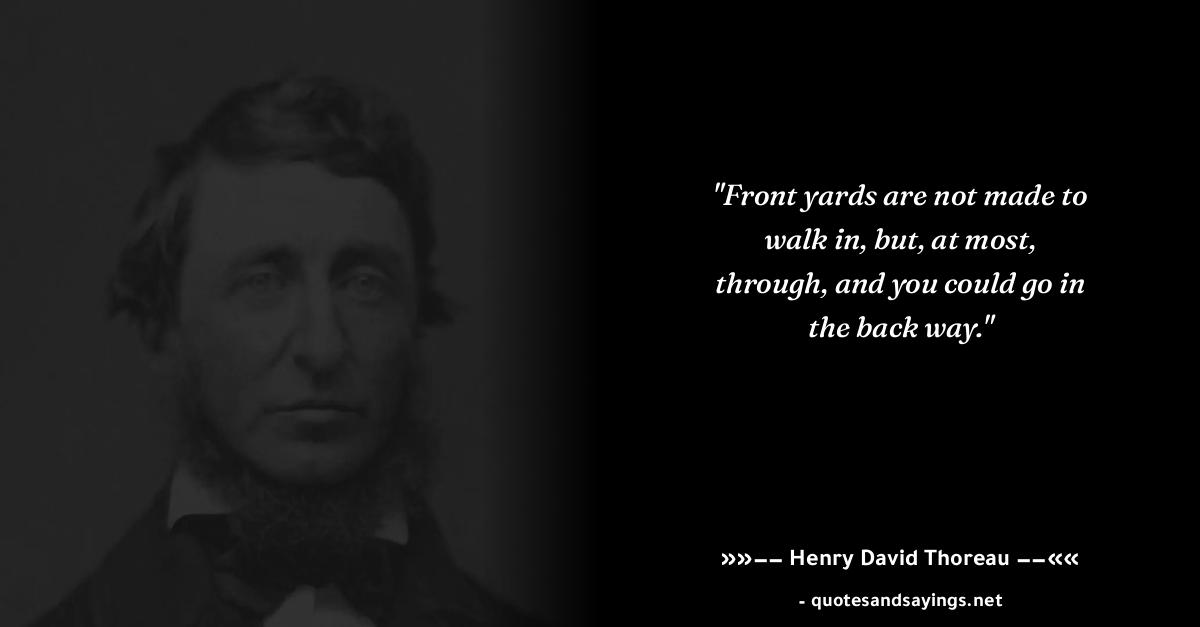 "Front yards are not made to
walk in, but, at most,
through, and you could go in
the back way."
»»–– Henry David Thoreau ––««
- quotesandsayings.net